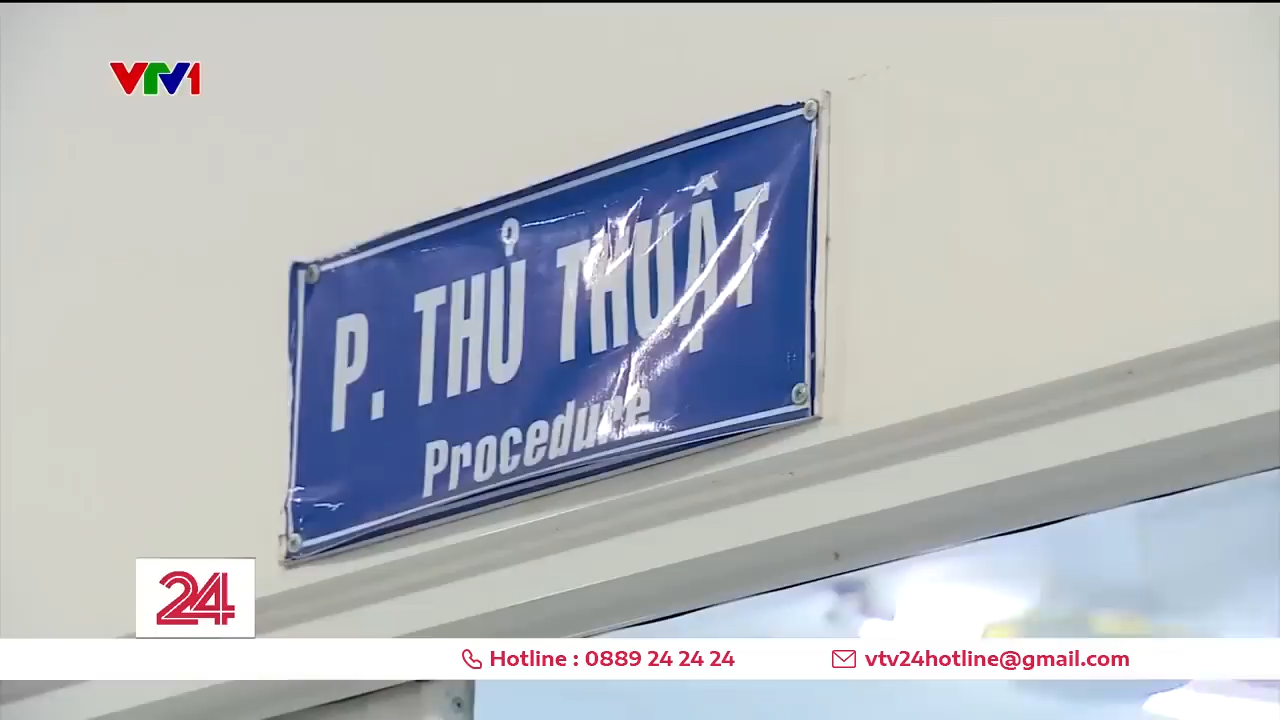 VTV1
P. THỦ THUẬT
Procedure
24
Hotline : 0889 24 24 24
vtv24hotline@gmail.com